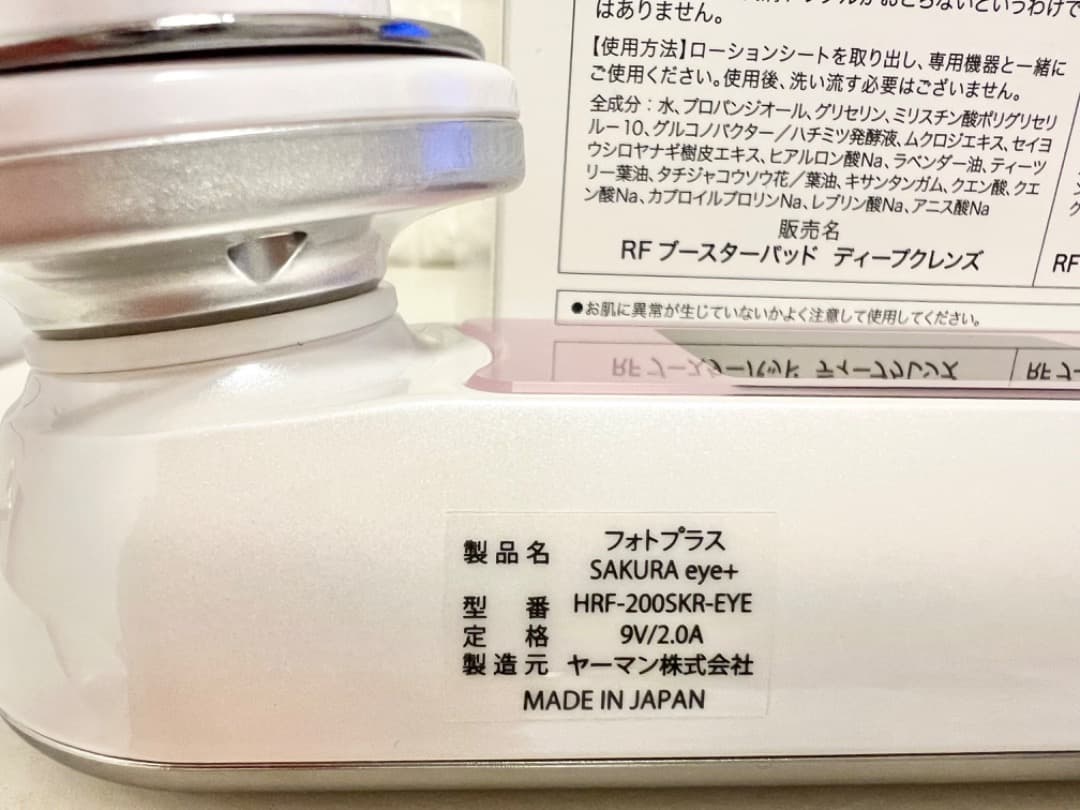 はありません。
【使用方法】ローションシートを取り出し、専用機器と一緒に
ご使用ください。使用後、洗い流す必要はございません。
全成分：水、プロパンジオール、グリセリン、ミリスチン酸ポリグリセリ
ル－10、グルコノバクター／ハチミツ発酵液、ムクロジエキス、セイヨ
ウシロヤナギ樹皮エキス、ヒアルロン酸Na、ラベンダー油、ティーツ
リー葉油、タチジャコウソウ花／葉油、キサンタンガム、クエン酸、クエ
ン酸Na、カプロイルプロリンNa、レブリン酸Na、アニス酸Na
販売名
RF ブースターパッド ディープクレンズ
RF
●お肌に異常が生じていないかよく注意して使用してください。
製品名 フォトプラス
SAKURA eye+
型番 HRF-200SKR-EYE
定格 9V/2.0A
製造元 ヤーマン株式会社
MADE IN JAPAN